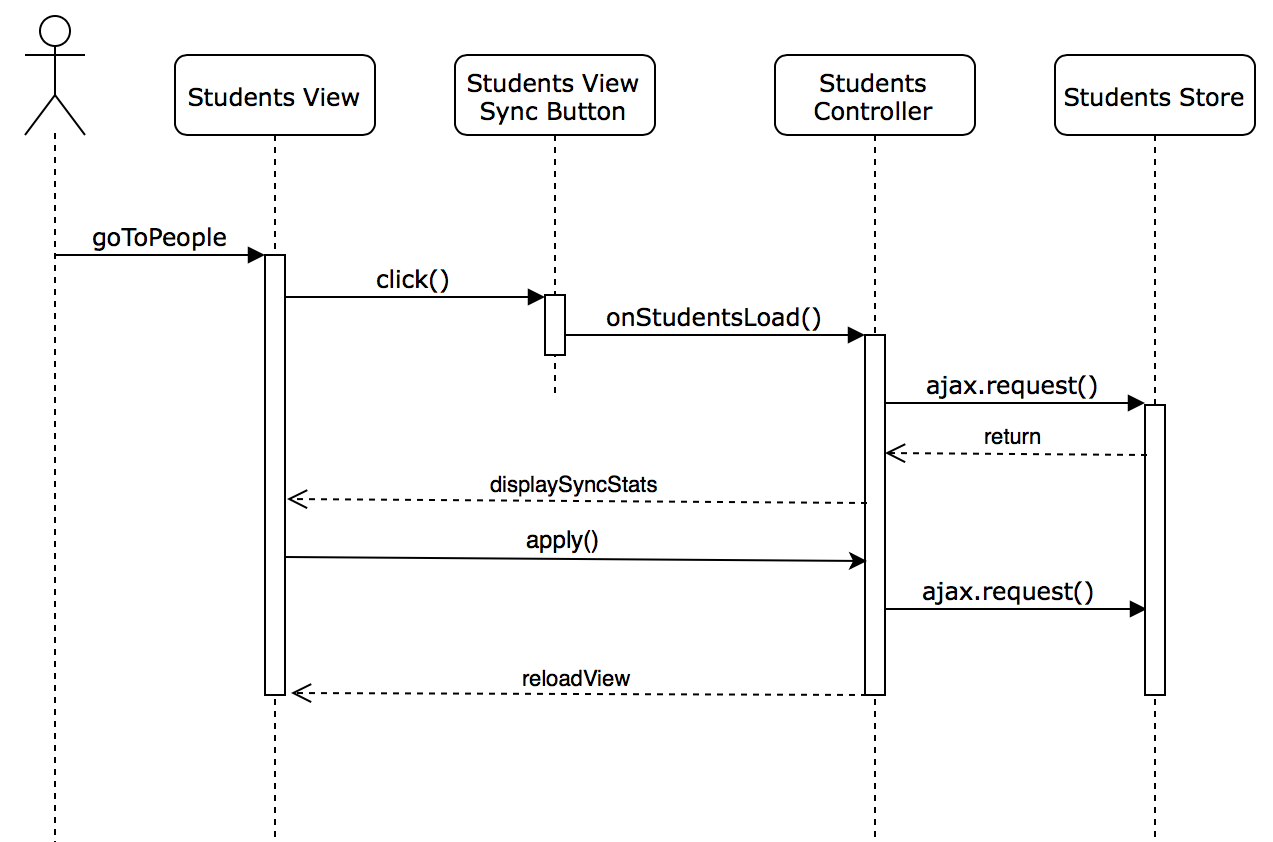 Students View
Students View
Sync Button
Students
Controller
Students Store
goToPeople
click()
onStudentsLoad()
ajax.request()
return
displaySyncStats
apply()
ajax.request()
reloadView